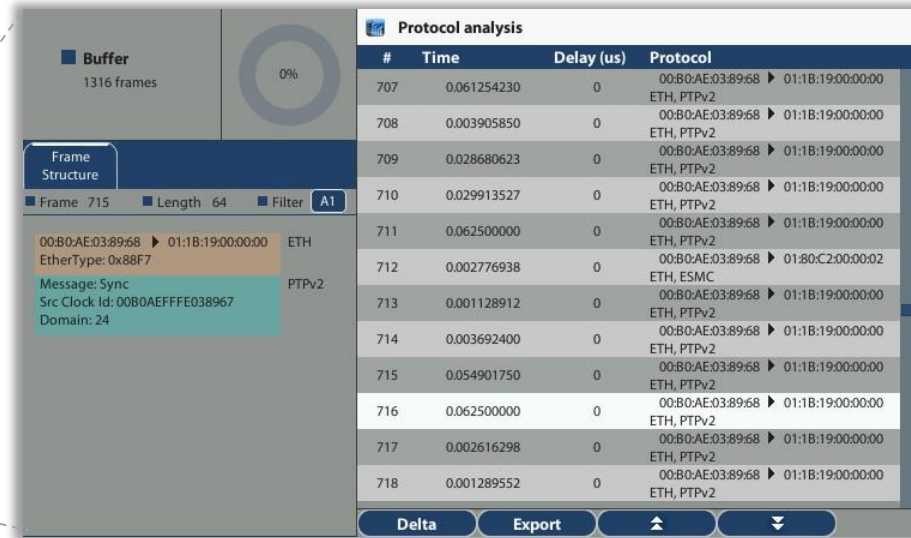 Buffer
1316 frames
0%
Frame
Structure
Frame 715 Length 64 Filter A1
00:B0:AE:03:89:68 ▶ 01:1B:19:00:00:00 ETH
EtherType: 0x88F7
Message: Sync PTPv2
Src Clock Id: 00B0AEFFFE038967
Domain: 24
Protocol analysis
# Time Delay (us) Protocol
707 0.061254230 0 00:B0:AE:03:89:68 ▶ 01:1B:19:00:00:00
ETH, PTPv2
708 0.003905850 0 00:B0:AE:03:89:68 ▶ 01:1B:19:00:00:00
ETH, PTPv2
709 0.028680623 0 00:B0:AE:03:89:68 ▶ 01:1B:19:00:00:00
ETH, PTPv2
710 0.029913527 0 00:B0:AE:03:89:68 ▶ 01:1B:19:00:00:00
ETH, PTPv2
711 0.062500000 0 00:B0:AE:03:89:68 ▶ 01:1B:19:00:00:00
ETH, PTPv2
712 0.002776938 0 00:B0:AE:03:89:68 ▶ 01:80:C2:00:00:02
ETH, ESMC
713 0.001128912 0 00:B0:AE:03:89:68 ▶ 01:1B:19:00:00:00
ETH, PTPv2
714 0.003692400 0 00:B0:AE:03:89:68 ▶ 01:1B:19:00:00:00
ETH, PTPv2
715 0.054901750 0 00:B0:AE:03:89:68 ▶ 01:1B:19:00:00:00
ETH, PTPv2
716 0.062500000 0 00:B0:AE:03:89:68 ▶ 01:1B:19:00:00:00
ETH, PTPv2
717 0.002616298 0 00:B0:AE:03:89:68 ▶ 01:1B:19:00:00:00
ETH, PTPv2
718 0.001289552 0 00:B0:AE:03:89:68 ▶ 01:1B:19:00:00:00
ETH, PTPv2
Delta Export